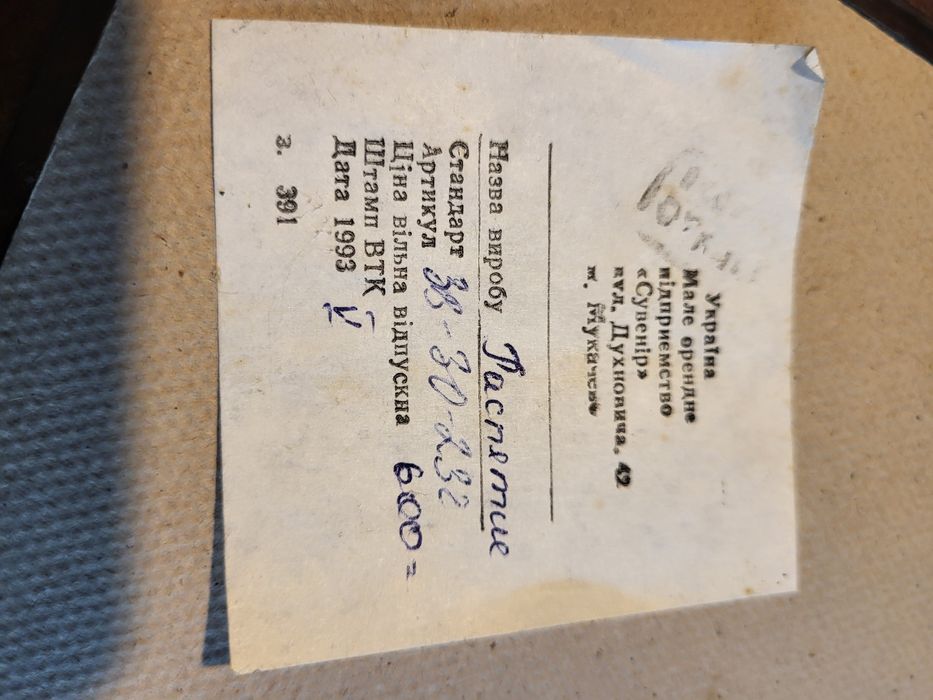 Україна
Мале орендне
підприємство
«Сувенір»
вул. Духновича, 42
м. Мукачево
Назва виробу Распятие
Стандарт
Артикул 38-30-232
Ціна вільна відпускна 600=
Штамп ВТК
Дата 1993 V
з. 391